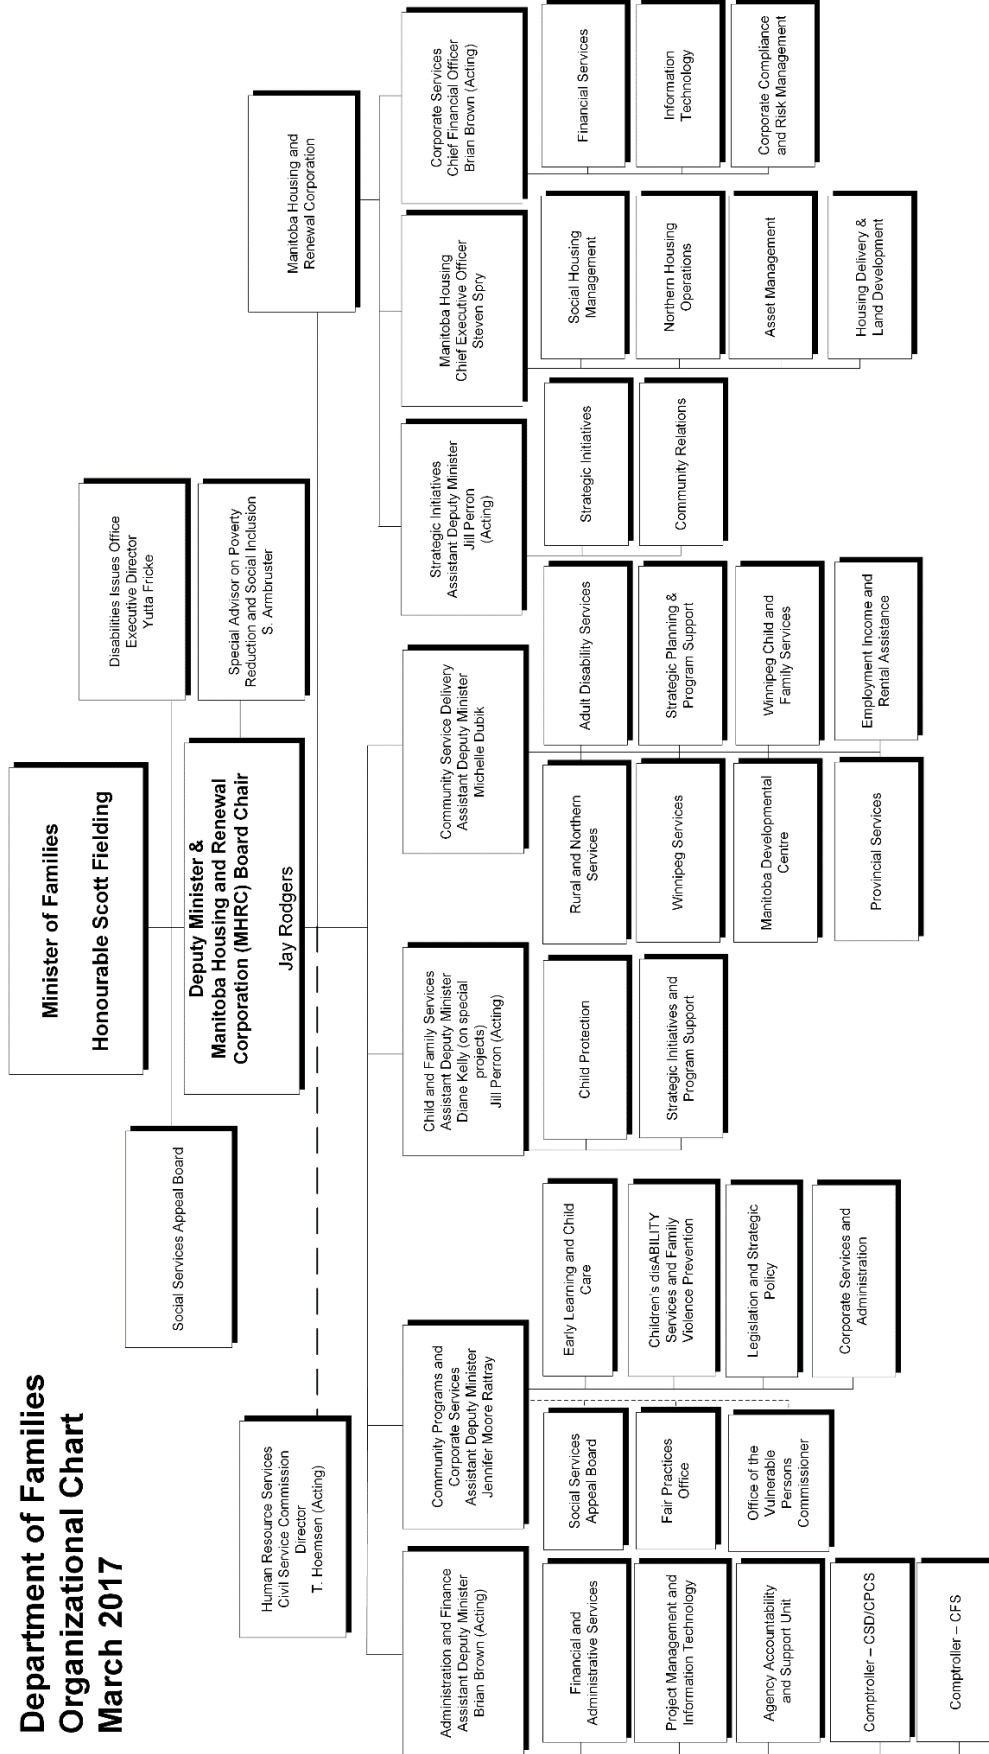 Department of Families
Organizational Chart
March 2017
Minister of Families
Honourable Scott Fielding
Social Services Appeal Board
Disabilities Issues Office
Executive Director
Yutta Fricke
Deputy Minister &
Manitoba Housing and Renewal
Corporation (MHRC) Board Chair
Jay Rodgers
Special Advisor on Poverty
Reduction and Social Inclusion
S. Armbruster
Human Resource Services
Civil Service Commission
Director
T. Hoemsen (Acting)
Manitoba Housing and
Renewal Corporation
Administration and Finance
Assistant Deputy Minister
Brian Brown (Acting)
Financial and
Administrative Services
Project Management and
Information Technology
Agency Accountability
and Support Unit
Comptroller – CSD/CPCS
Comptroller – CFS
Community Programs and
Corporate Services
Assistant Deputy Minister
Jennifer Moore Rattray
Social Services
Appeal Board
Fair Practices
Office
Office of the
Vulnerable
Persons
Commissioner
Early Learning and Child
Care
Children's disABILITY
Services and Family
Violence Prevention
Legislation and Strategic
Policy
Corporate Services and
Administration
Child and Family Services
Assistant Deputy Minister
Diane Kelly (on special
projects)
Jill Perron (Acting)
Child Protection
Strategic Initiatives and
Program Support
Community Service Delivery
Assistant Deputy Minister
Michelle Dubik
Rural and Northern
Services
Winnipeg Services
Manitoba Developmental
Centre
Provincial Services
Adult Disability Services
Strategic Planning &
Program Support
Winnipeg Child and
Family Services
Employment Income and
Rental Assistance
Strategic Initiatives
Assistant Deputy Minister
Jill Perron
(Acting)
Strategic Initiatives
Community Relations
Manitoba Housing
Chief Executive Officer
Steven Spry
Social Housing
Management
Northern Housing
Operations
Asset Management
Housing Delivery &
Land Development
Corporate Services
Chief Financial Officer
Brian Brown (Acting)
Financial Services
Information
Technology
Corporate Compliance
and Risk Management